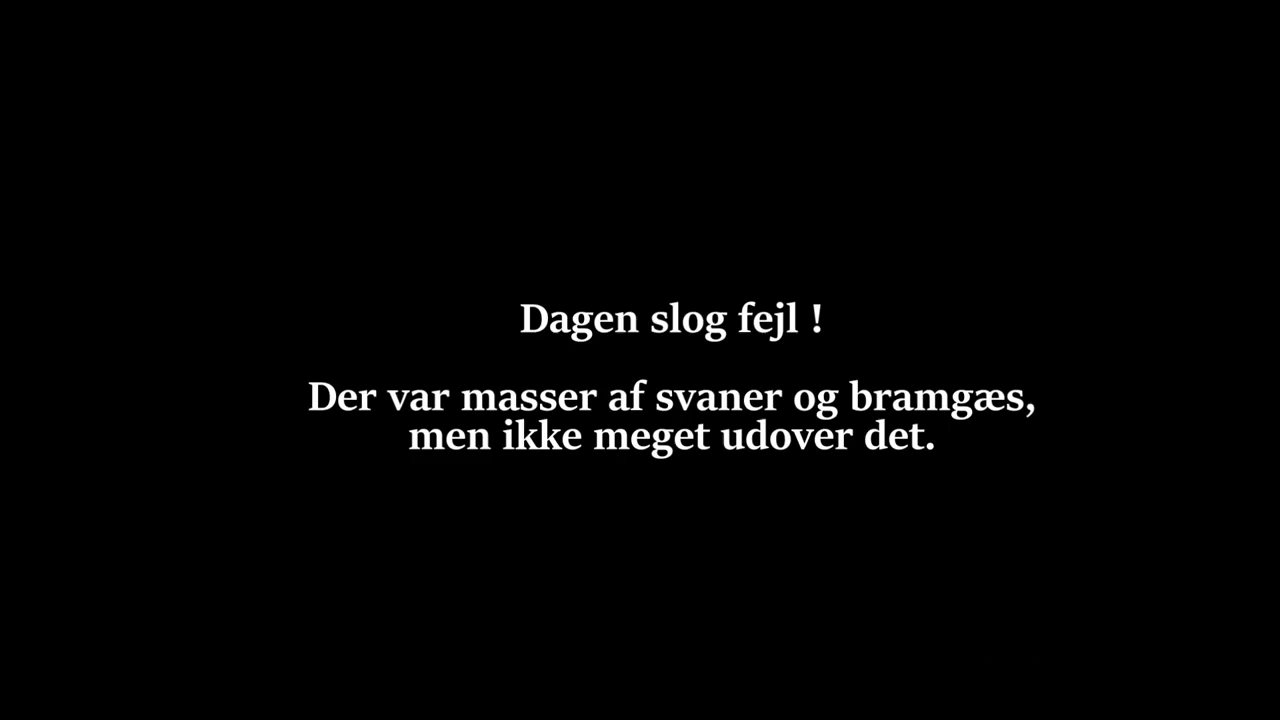 Dagen slog fejl !
Der var masser af svaner og bramgæs,
men ikke meget udover det.